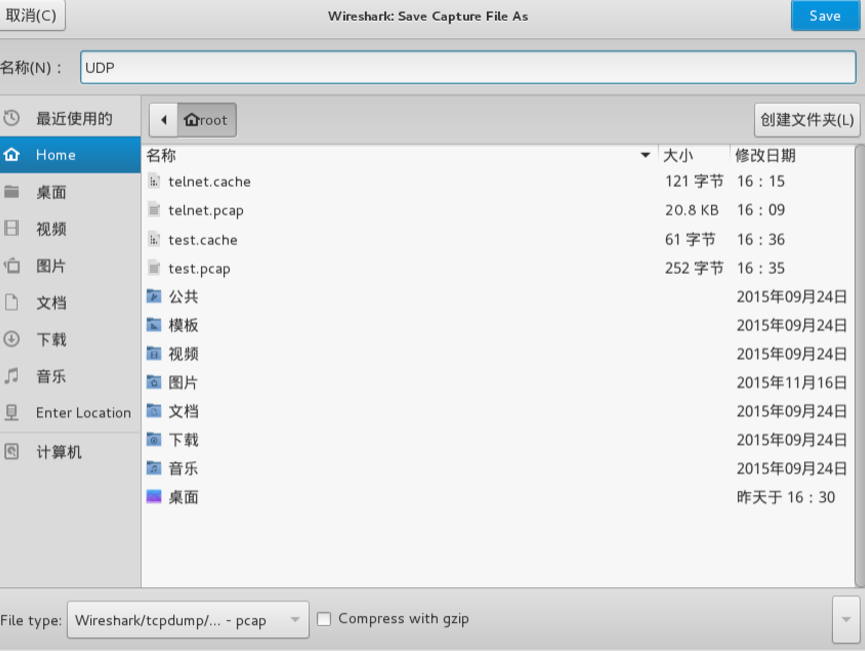 取消(C) Wireshark: Save Capture File As Save
名称(N)： UDP
最近使用的
Home
桌面
视频
图片
文档
下载
音乐
Enter Location
计算机
root 创建文件夹(L)
名称 大小 修改日期
telnet.cache 121 字节 16：15
telnet.pcap 20.8 KB 16：09
test.cache 61 字节 16：36
test.pcap 252 字节 16：35
公共 2015年09月24日
模板 2015年09月24日
视频 2015年09月24日
图片 2015年11月16日
文档 2015年09月24日
下载 2015年09月24日
音乐 2015年09月24日
桌面 昨天于 16：30
File type: Wireshark/tcpdump/... - pcap Compress with gzip